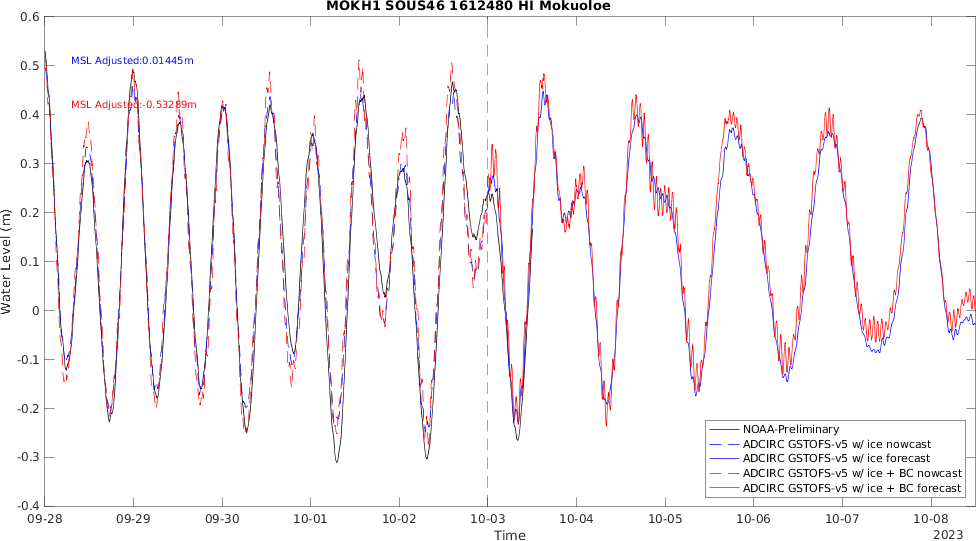 MOKH1 SOUS46 1612480 HI Mokuoloe
0.6
0.5
0.4
0.3
0.2
0.1
0
-0.1
-0.2
-0.3
-0.4
Water Level (m)
MSL Adjusted:0.01445m
MSL Adjusted:-0.53289m
NOAA-Preliminary
ADCIRC GSTOFS-v5 w/ ice nowcast
ADCIRC GSTOFS-v5 w/ ice forecast
ADCIRC GSTOFS-v5 w/ ice + BC nowcast
ADCIRC GSTOFS-v5 w/ ice + BC forecast
09-28 09-29 09-30 10-01 10-02 10-03 10-04 10-05 10-06 10-07 10-08
Time
2023